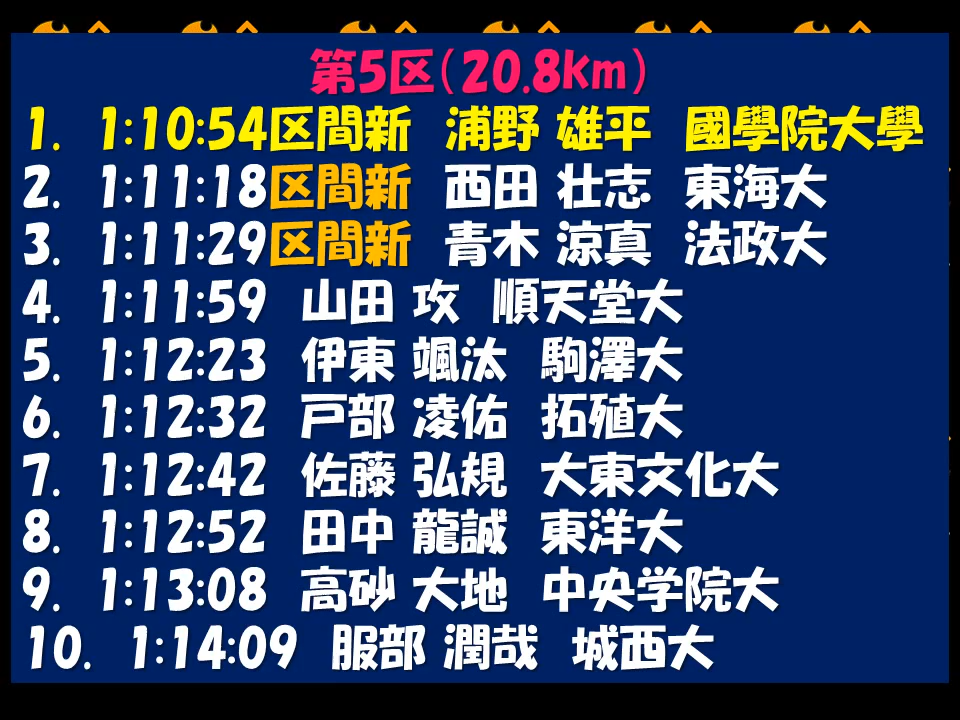 第5区(20.8km)
1. 1:10:54区間新 浦野 雄平 國學院大學
2. 1:11:18区間新 西田 壮志 東海大
3. 1:11:29区間新 青木 涼真 法政大
4. 1:11:59 山田 攻 順天堂大
5. 1:12:23 伊東 颯汰 駒澤大
6. 1:12:32 戸部 凌佑 拓殖大
7. 1:12:42 佐藤 弘規 大東文化大
8. 1:12:52 田中 龍誠 東洋大
9. 1:13:08 高砂 大地 中央学院大
10. 1:14:09 服部 潤哉 城西大